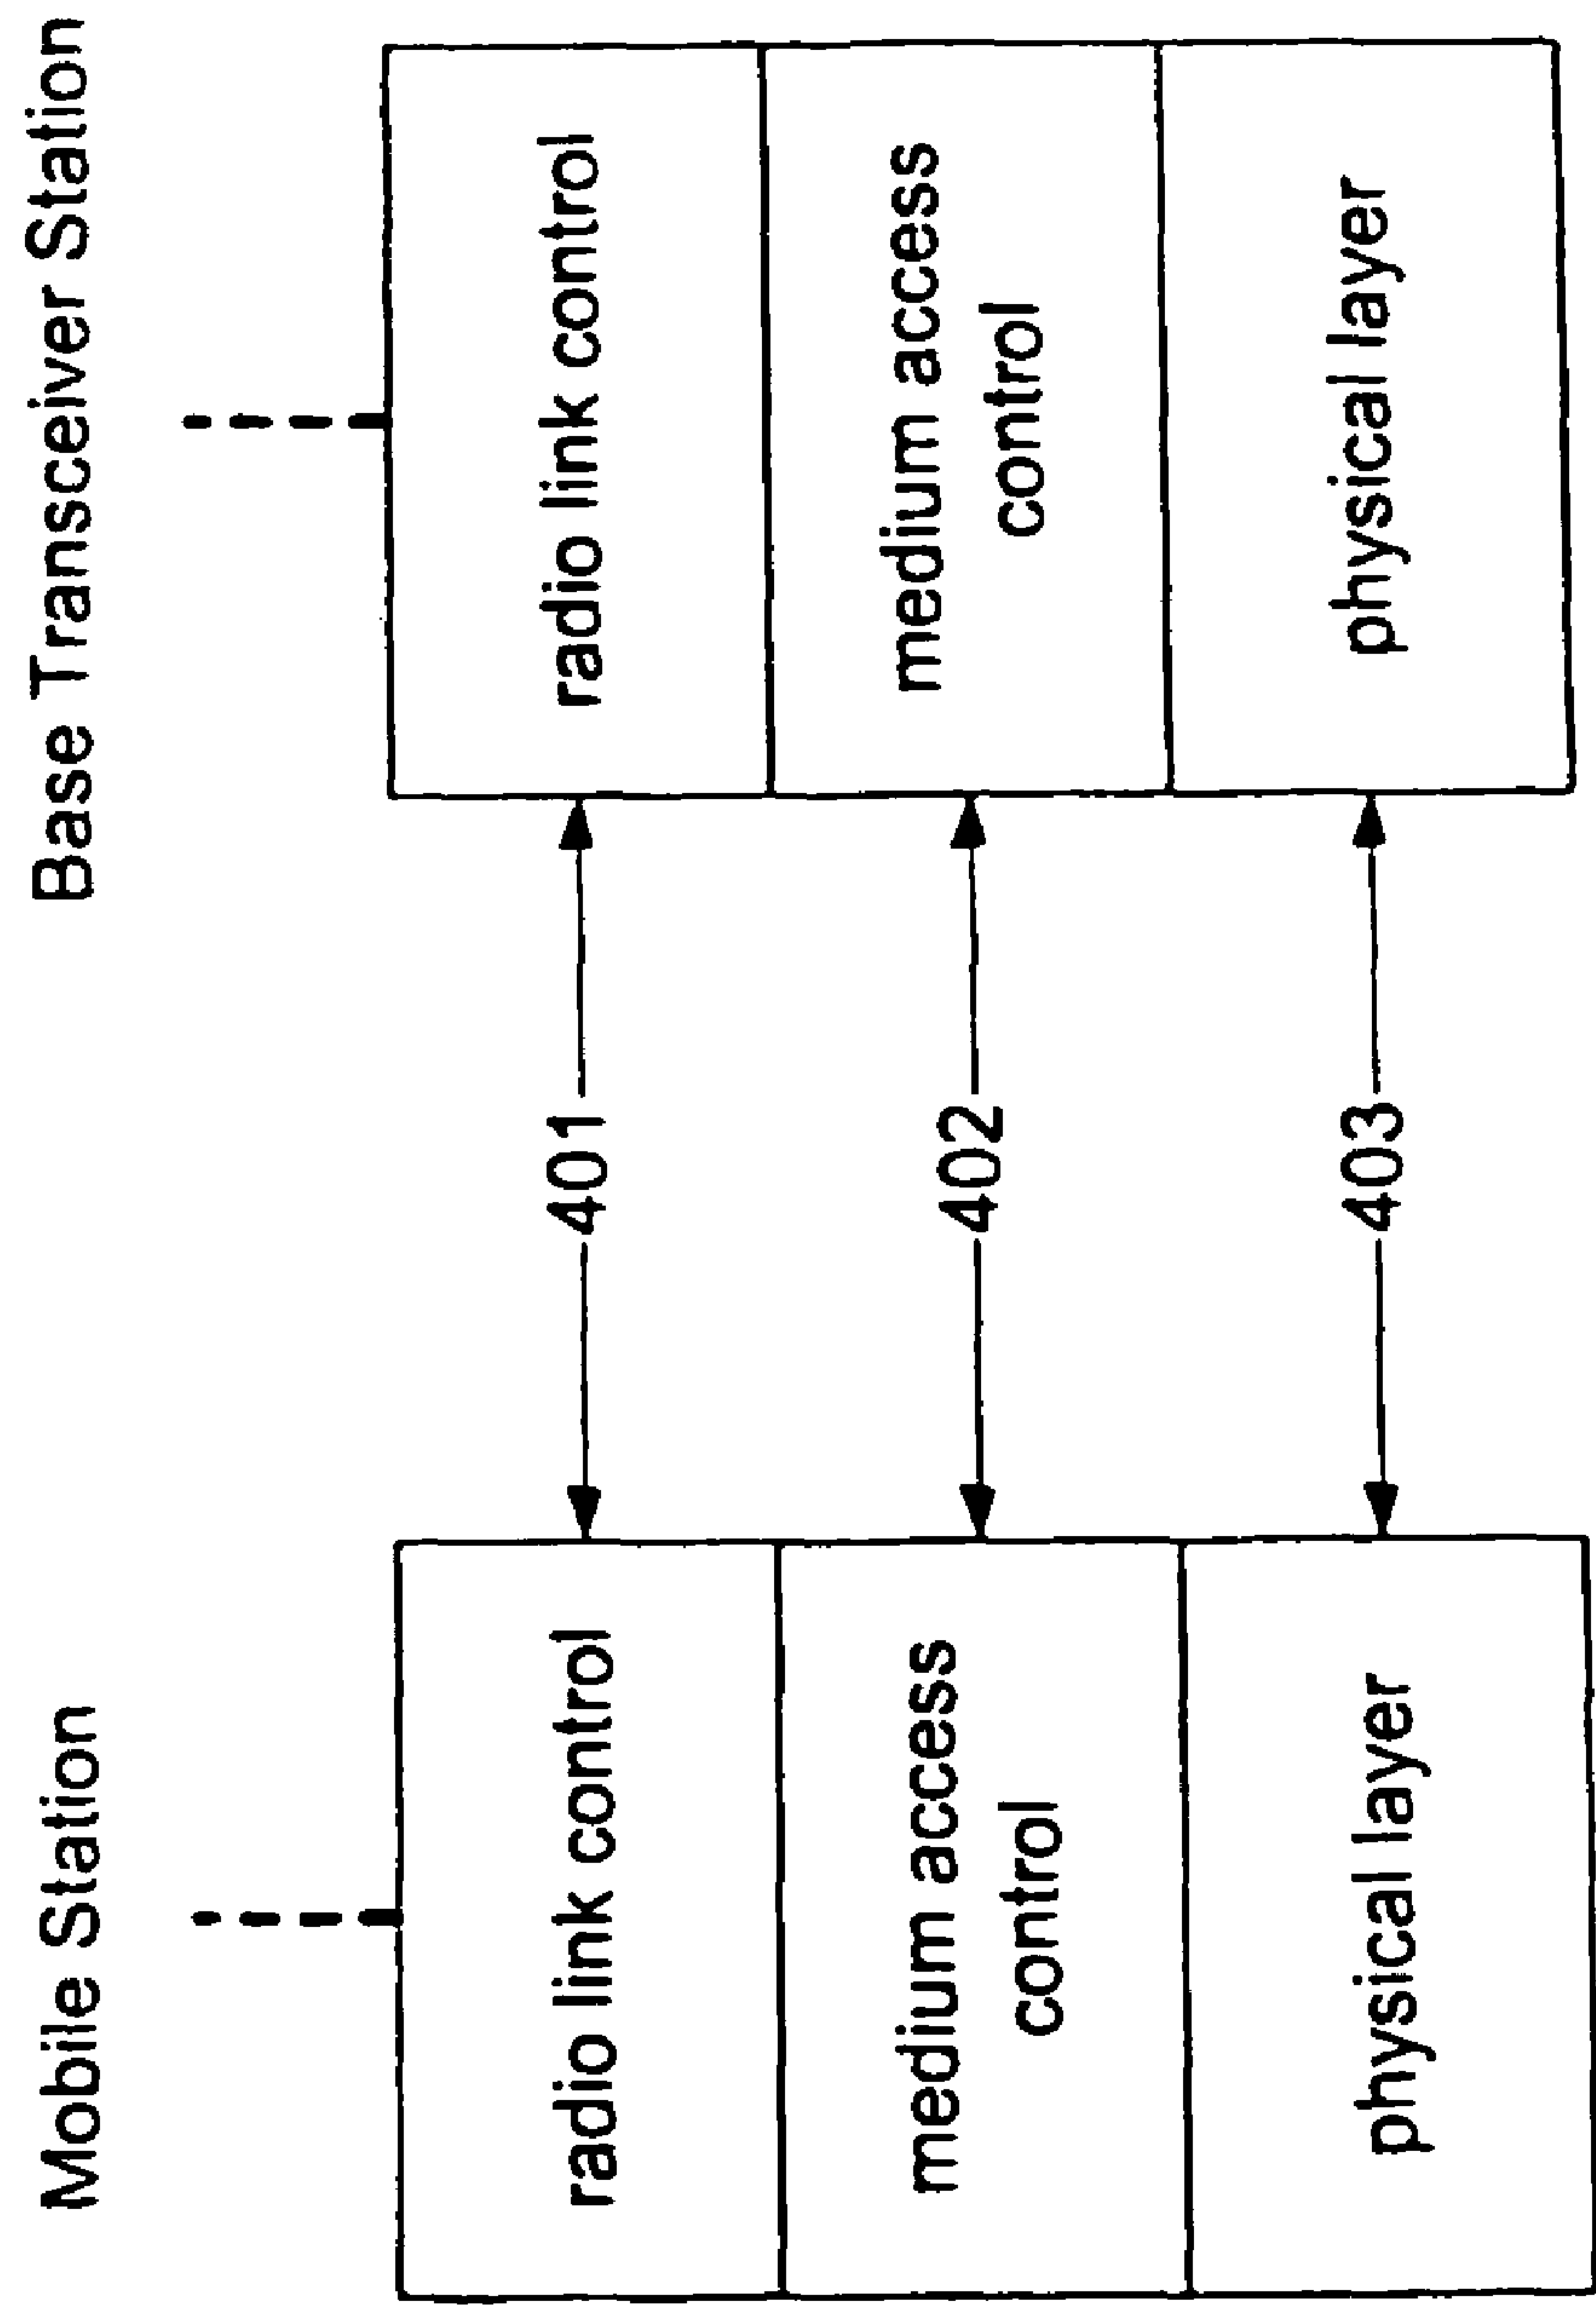 Mobile Station
Base Transceiver Station
radio link control
401
radio link control
medium access
control
402
medium access
control
physical layer
403
physical layer